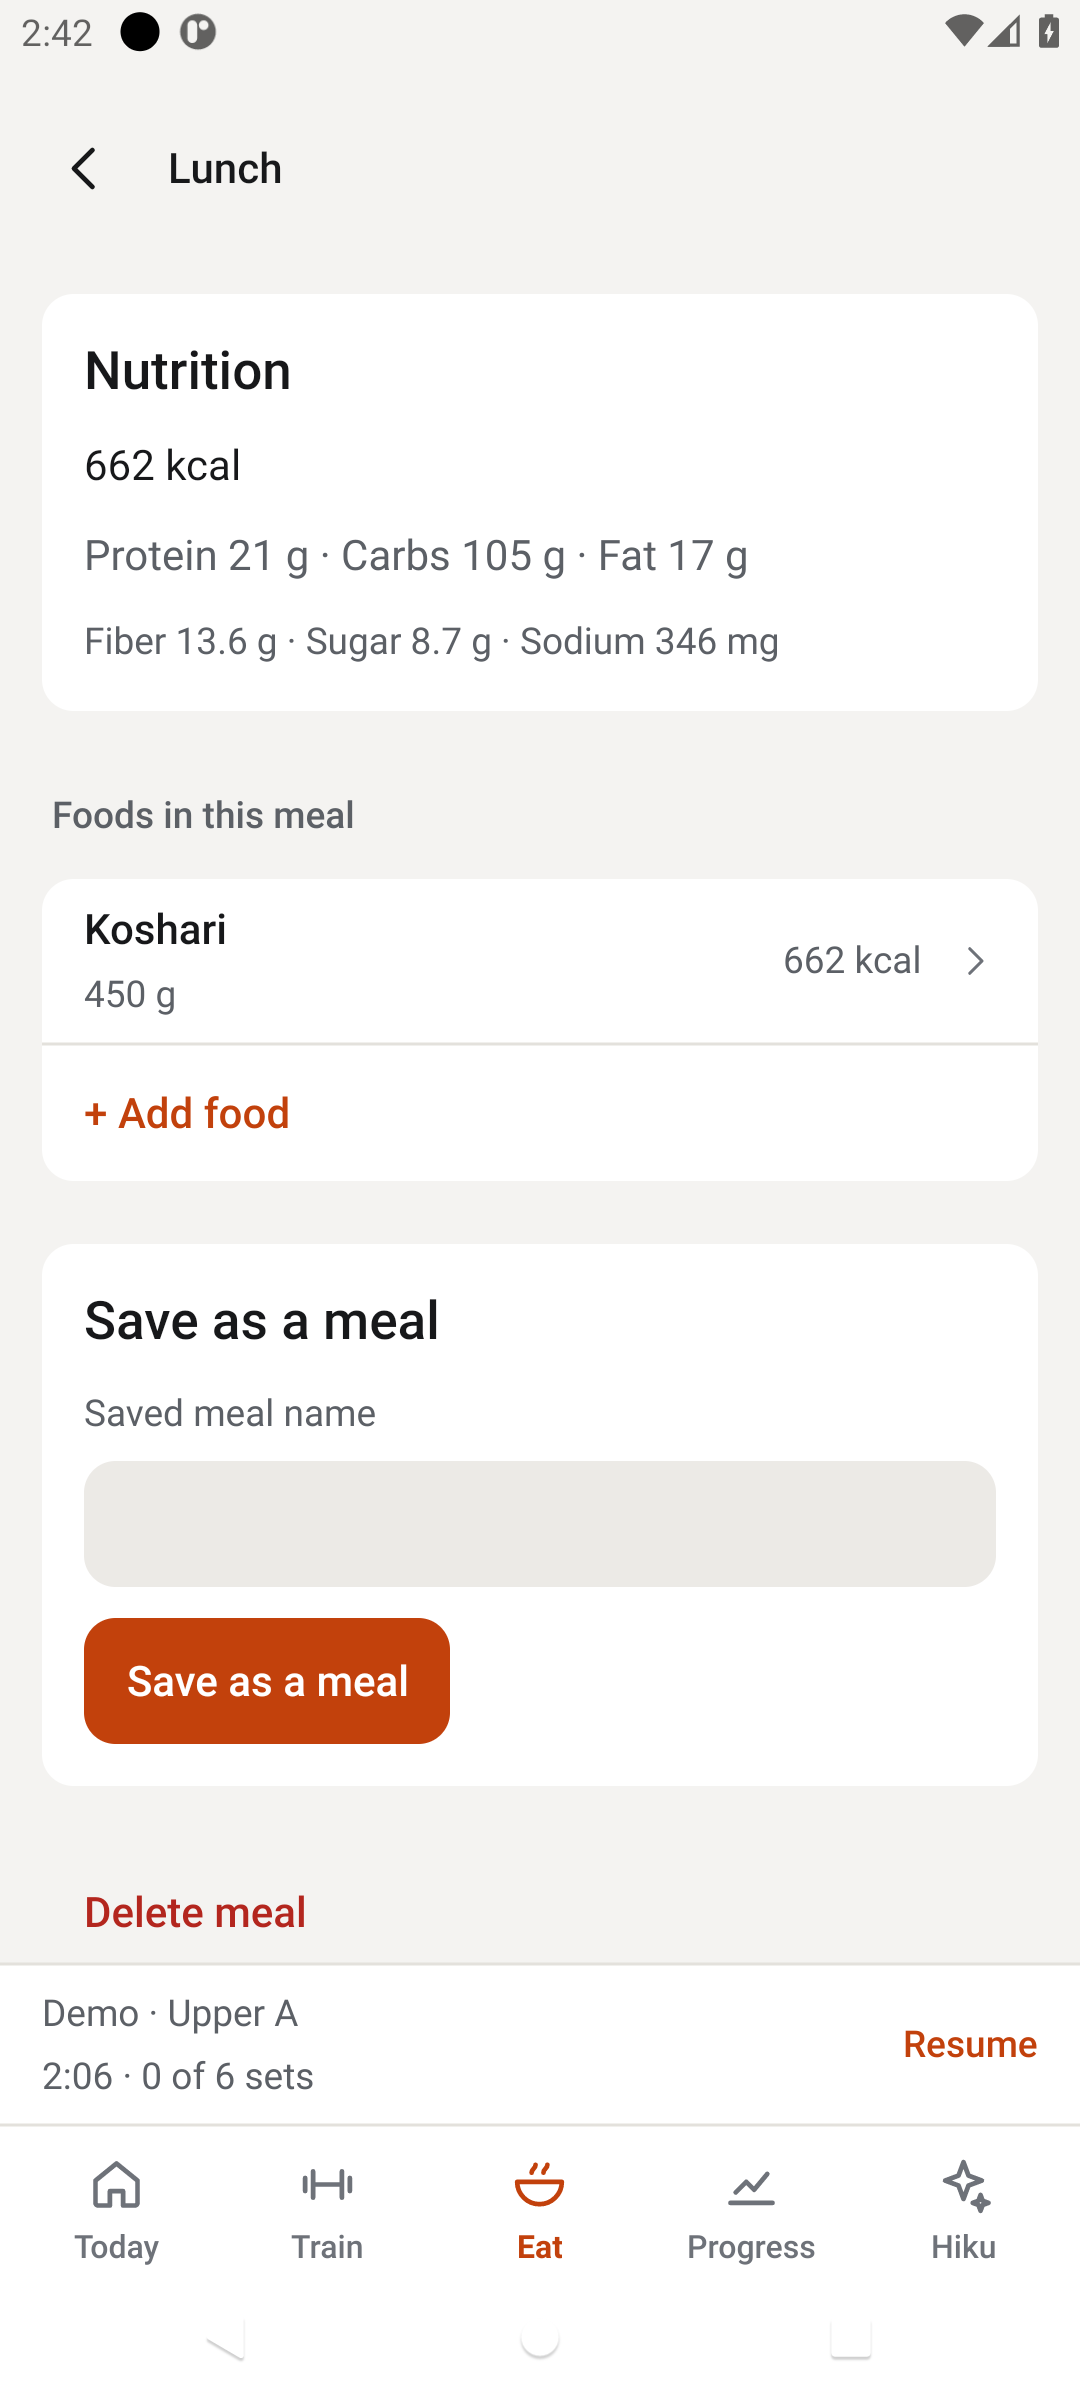 2:42
Lunch
Nutrition
662 kcal
Protein 21 g · Carbs 105 g · Fat 17 g
Fiber 13.6 g · Sugar 8.7 g · Sodium 346 mg
Foods in this meal
Koshari
450 g
662 kcal
+ Add food
Save as a meal
Saved meal name
Save as a meal
Delete meal
Demo · Upper A
2:06 · 0 of 6 sets
Resume
Today
Train
Eat
Progress
Hiku